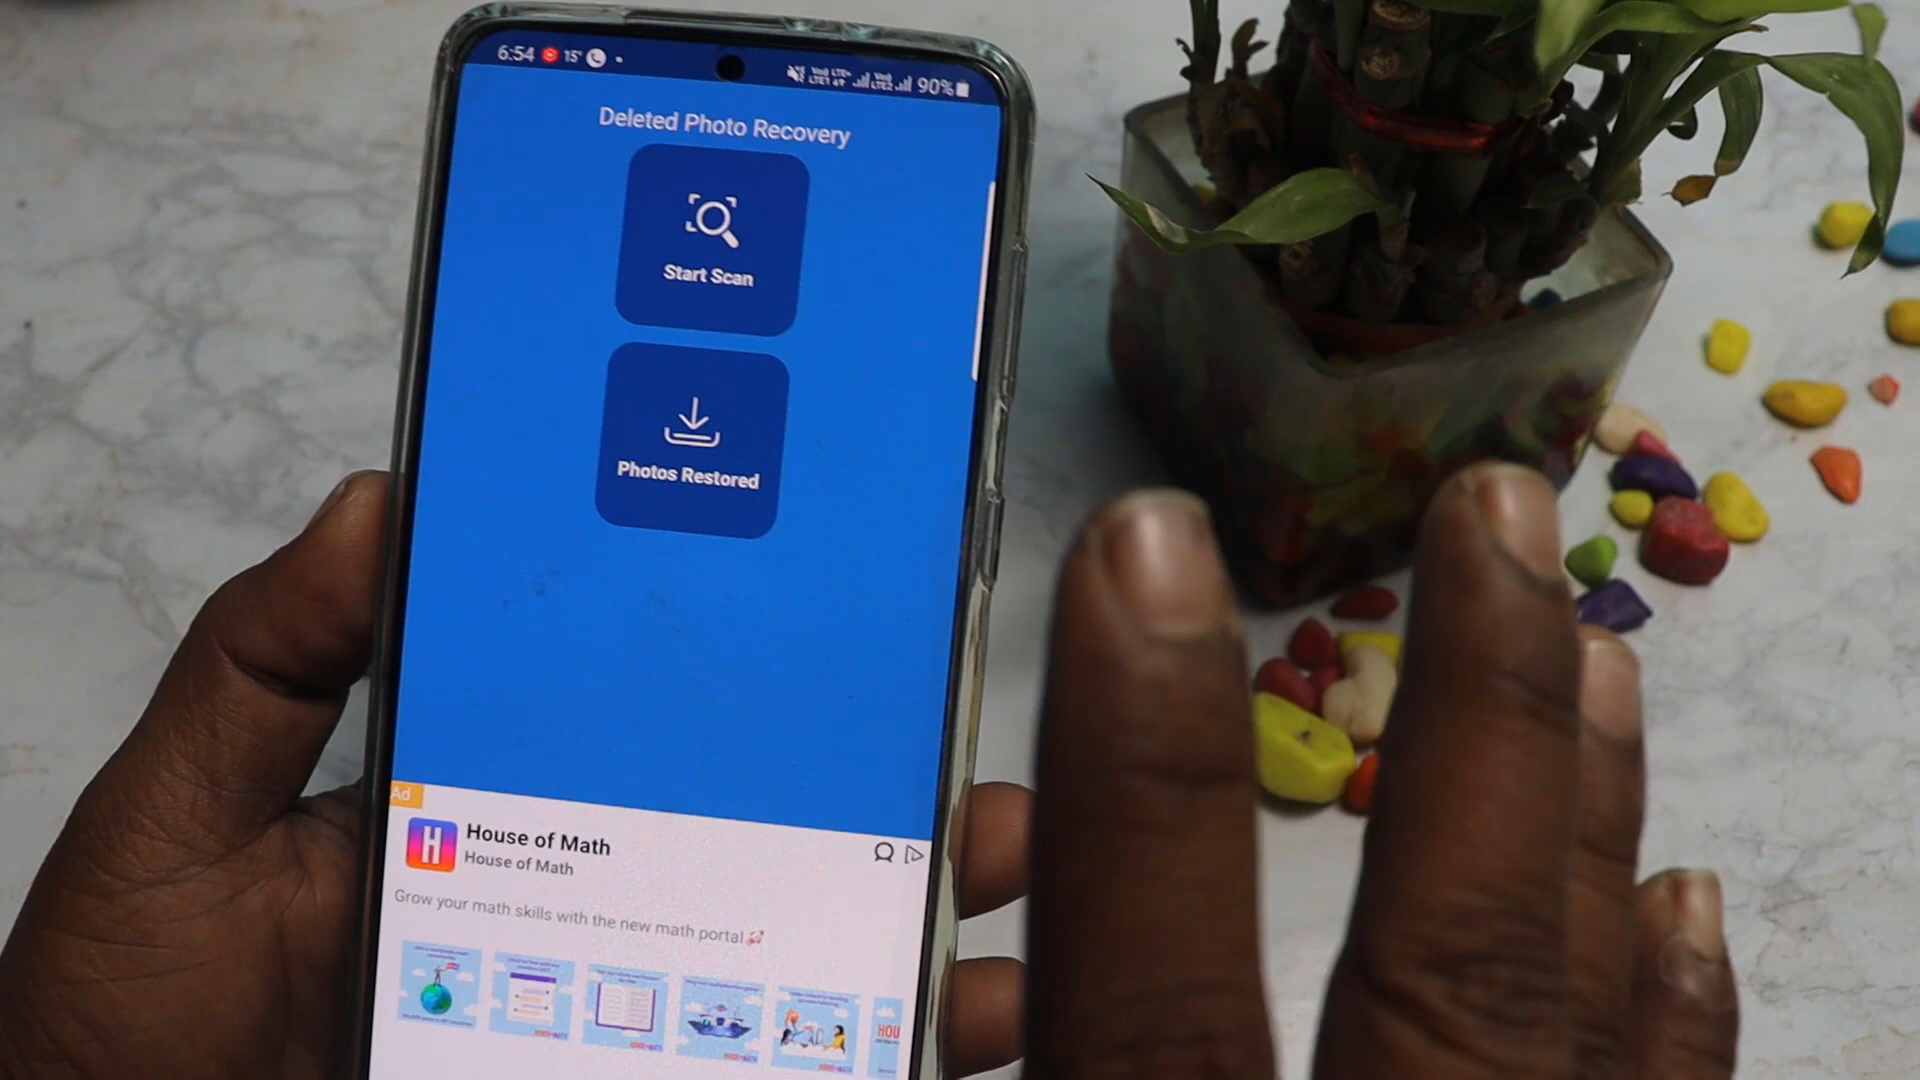 6:54 15°
90%
Deleted Photo Recovery
Start Scan
Photos Restored
Ad
H
House of Math
House of Math
Grow your math skills with the new math portal
HOU